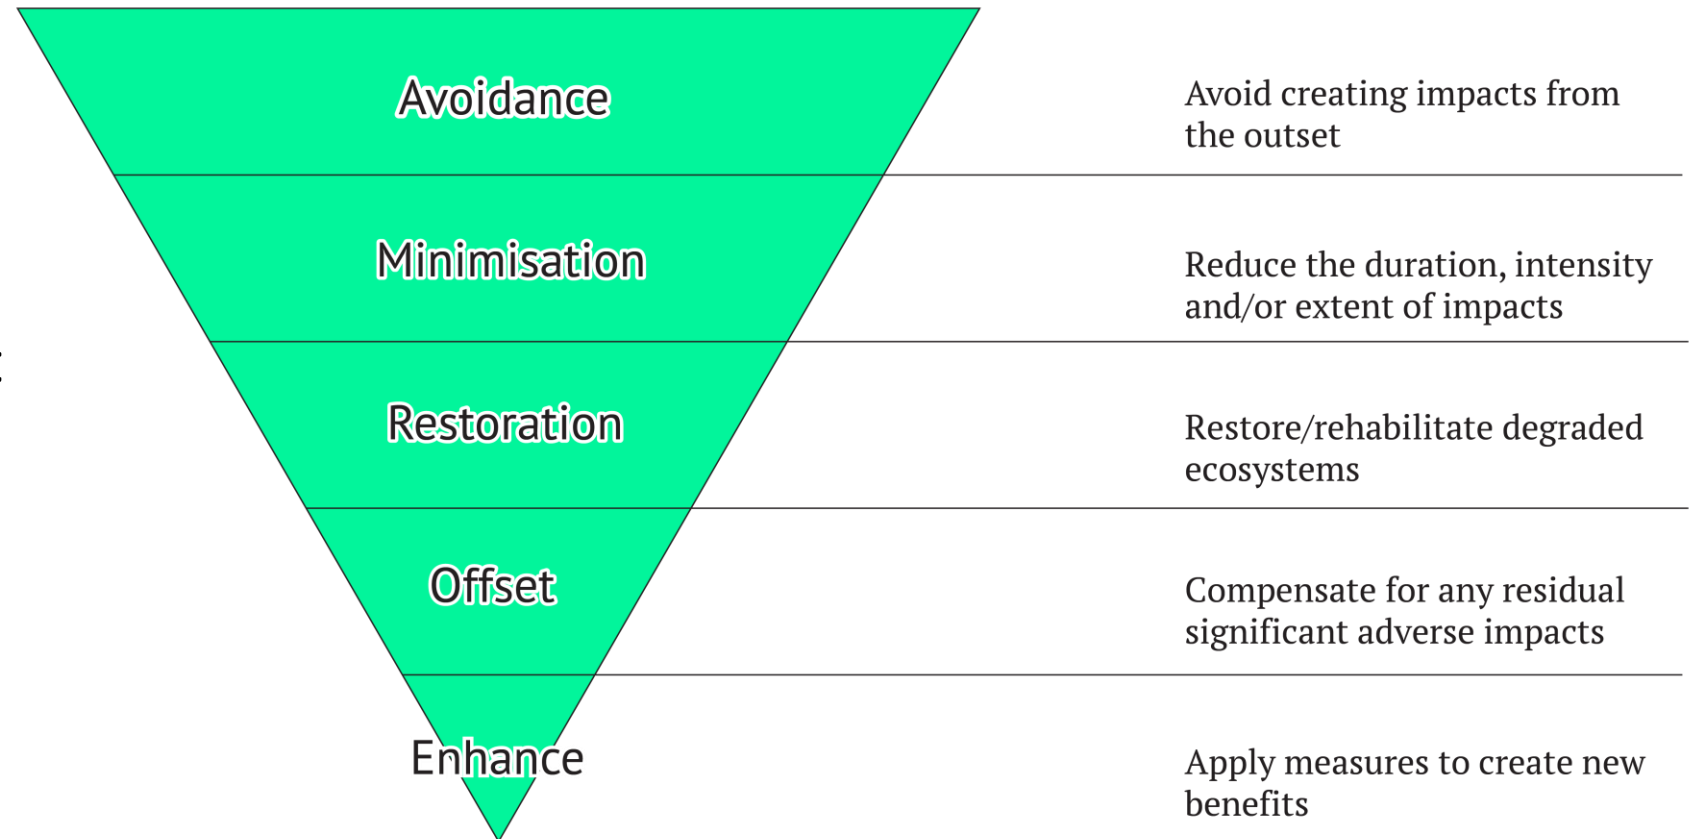 Avoidance
Avoid creating impacts from
the outset
Minimisation
Reduce the duration, intensity
and/or extent of impacts
Restoration
Restore/rehabilitate degraded
ecosystems
Offset
Compensate for any residual
significant adverse impacts
Enhance
Apply measures to create new
benefits